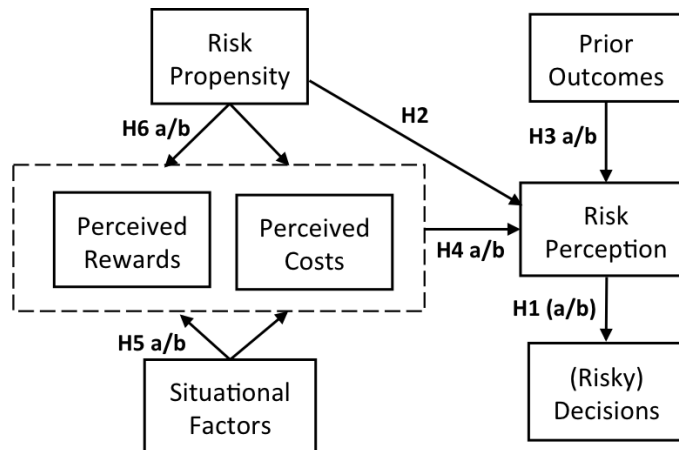 Risk
Propensity
Prior
Outcomes
H6 a/b
H2
H3 a/b
Perceived
Rewards
Perceived
Costs
Risk
Perception
H4 a/b
H1 (a/b)
H5 a/b
Situational
Factors
(Risky)
Decisions